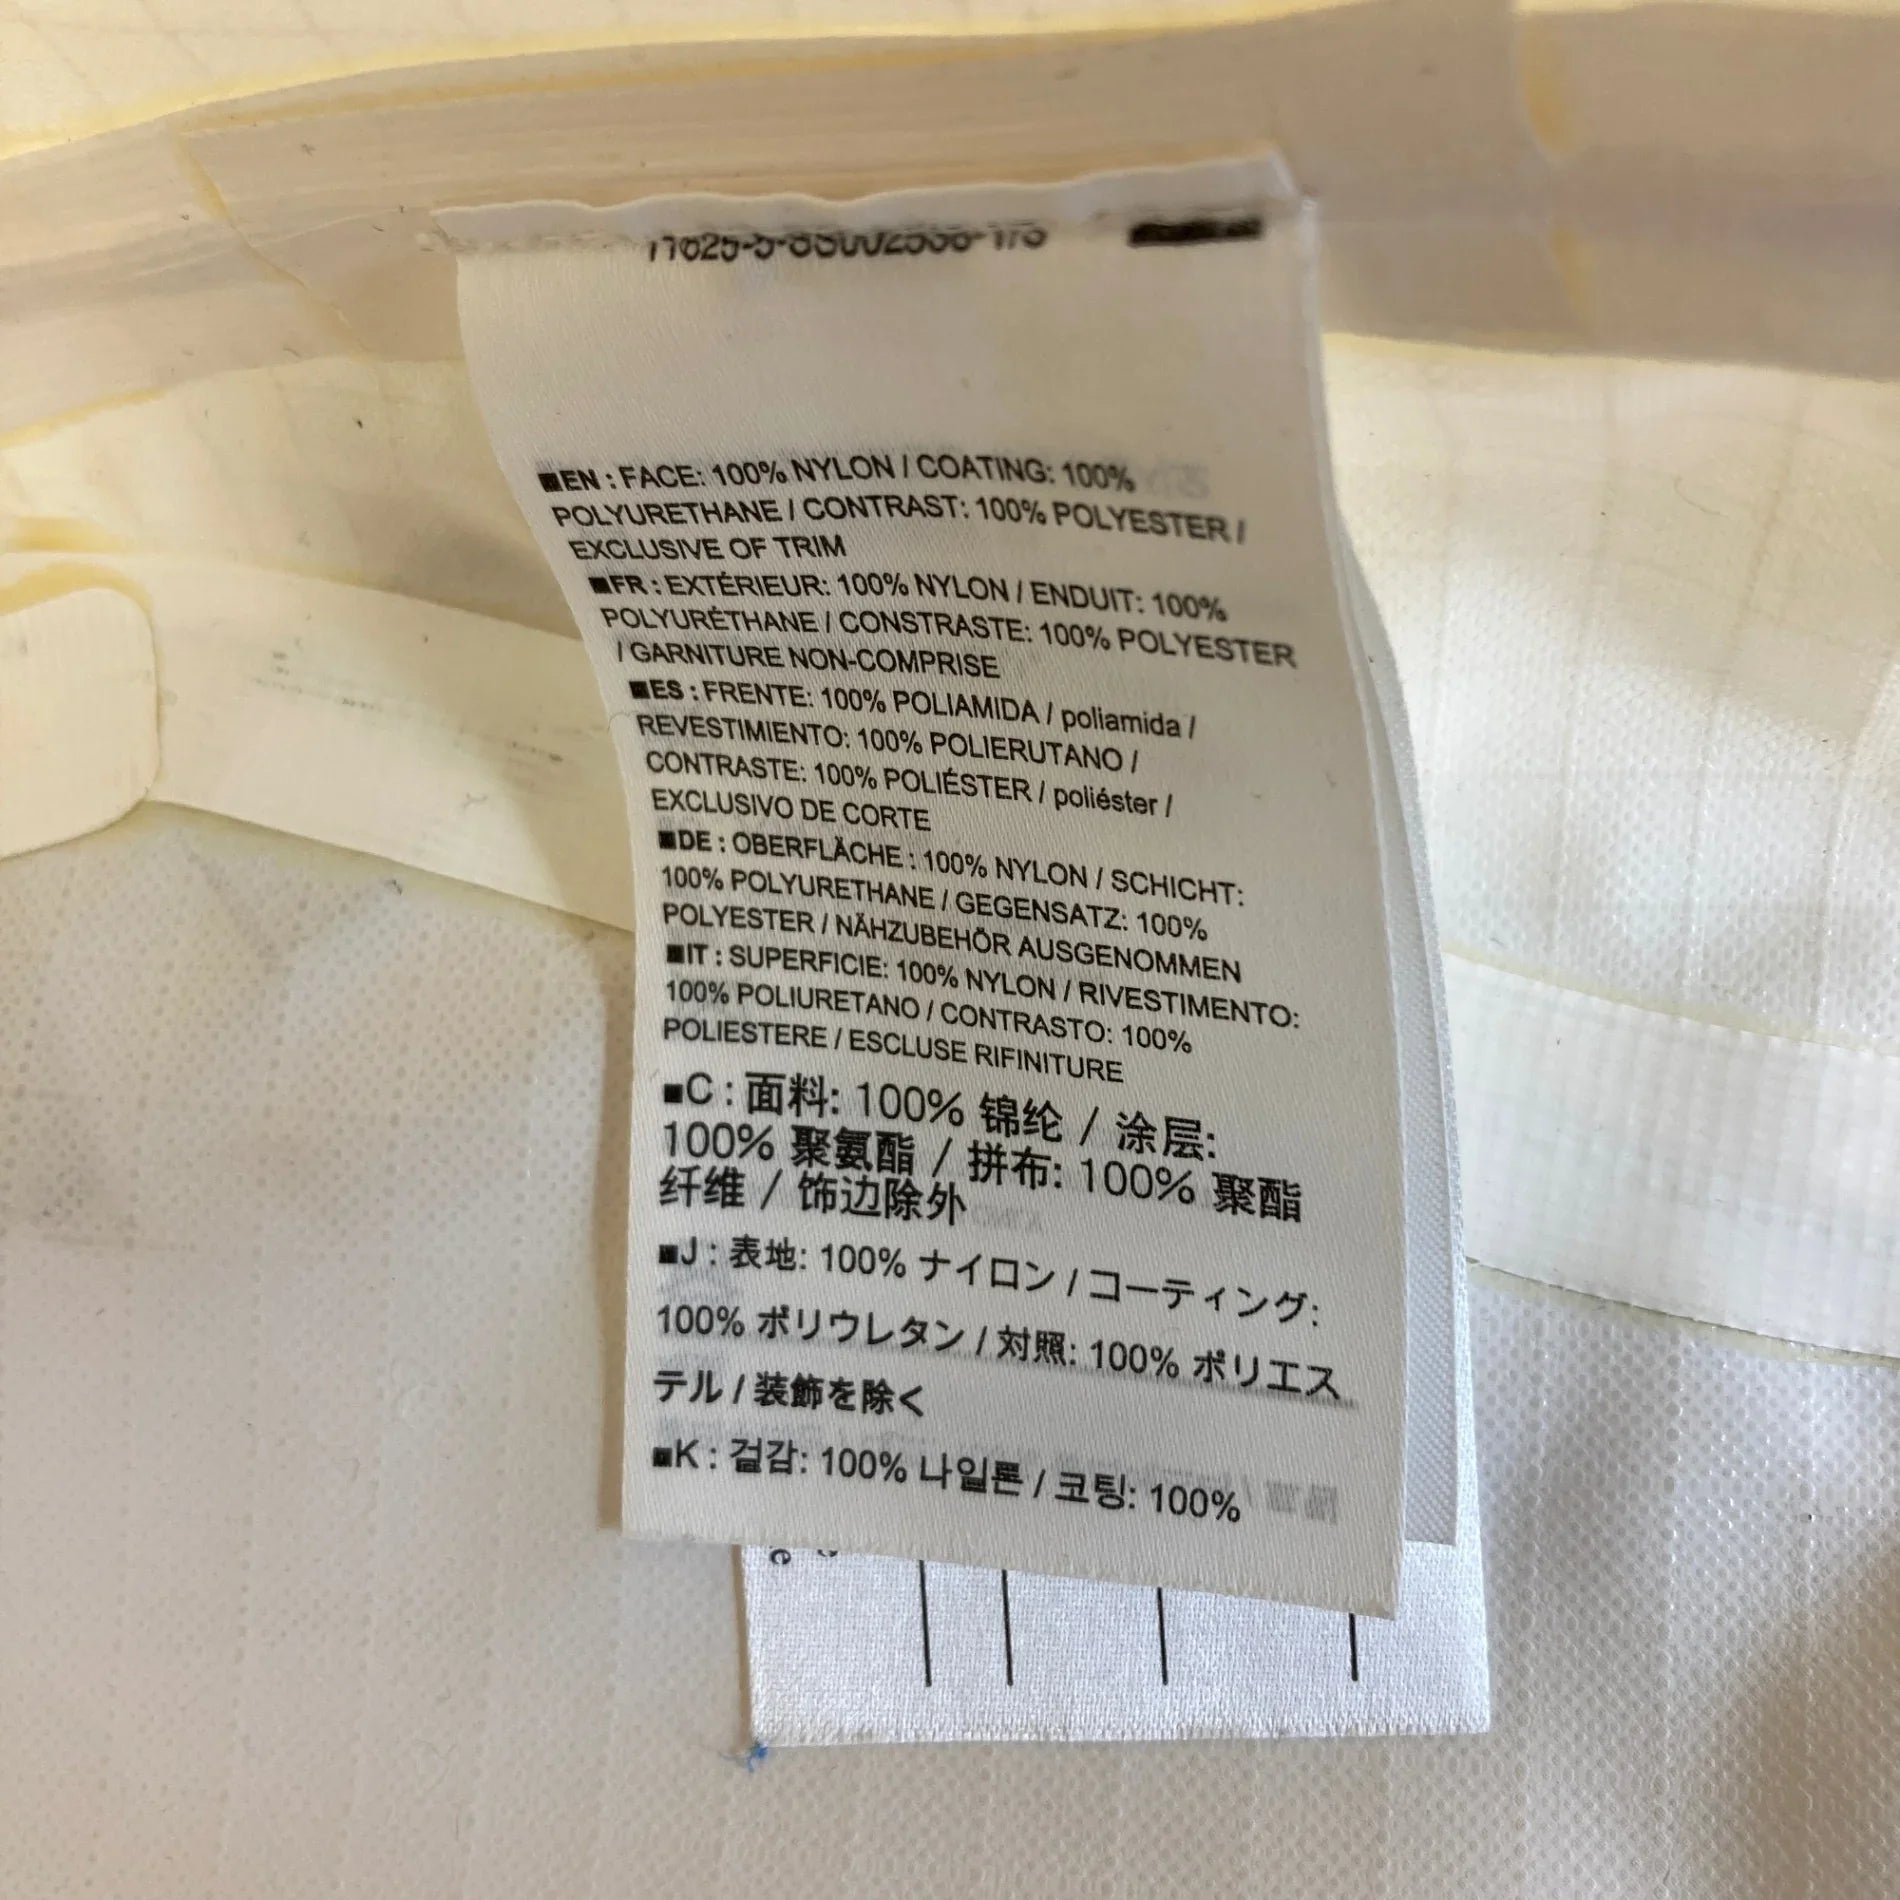 ■EN : FACE: 100% NYLON / COATING: 100%
POLYURETHANE / CONTRAST: 100% POLYESTER /
EXCLUSIVE OF TRIM
■FR : EXTÉRIEUR: 100% NYLON / ENDUIT: 100%
POLYURÉTHANE / CONSTRASTE: 100% POLYESTER
/ GARNITURE NON-COMPRISE
■ES : FRENTE: 100% POLIAMIDA / poliamida /
REVESTIMIENTO: 100% POLIERUTANO /
CONTRASTE: 100% POLIÉSTER / poliéster /
EXCLUSIVO DE CORTE
■DE : OBERFLÄCHE : 100% NYLON / SCHICHT:
100% POLYURETHANE / GEGENSATZ: 100%
POLYESTER / NÄHZUBEHÖR AUSGENOMMEN
■IT : SUPERFICIE: 100% NYLON / RIVESTIMENTO:
100% POLIURETANO / CONTRASTO: 100%
POLIESTERE / ESCLUSE RIFINITURE
■C : 面料: 100% 锦纶 / 涂层:
100% 聚氨酯 / 拼布: 100% 聚酯
纤维 / 饰边除外
■J : 表地: 100% ナイロン / コーティング:
100% ポリウレタン / 対照: 100% ポリエス
テル / 装飾を除く
■K : 겉감: 100% 나일론 / 코팅: 100%